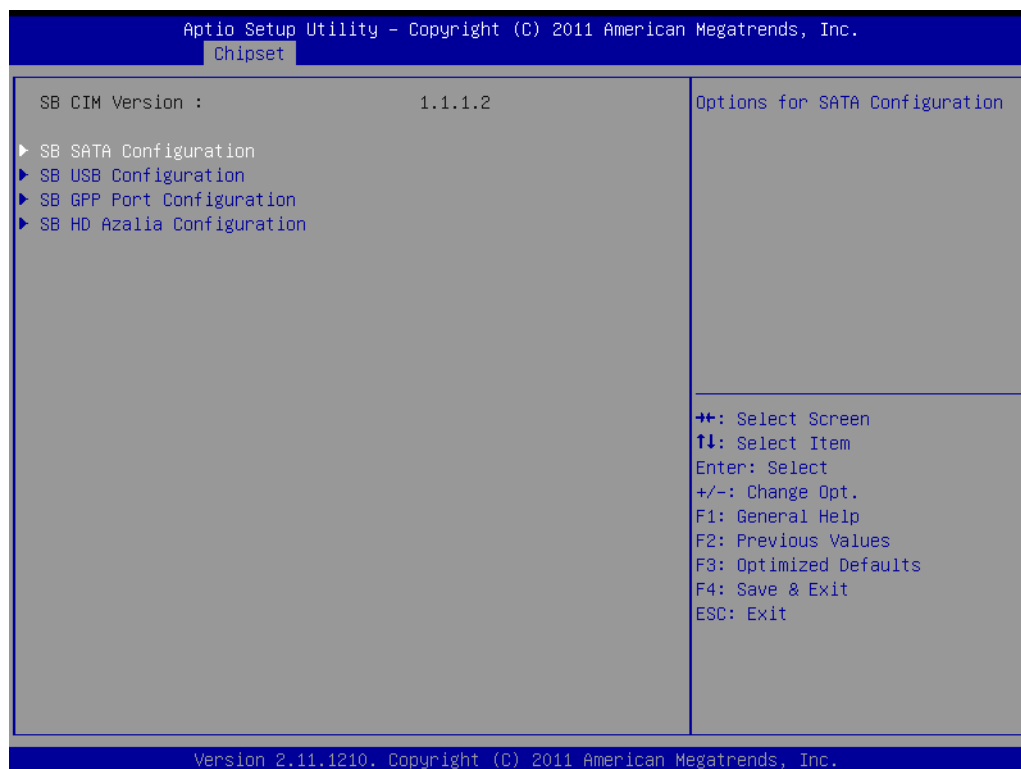 Aptio Setup Utility – Copyright (C) 2011 American Megatrends, Inc.
Chipset
SB CIM Version : 1.1.1.2
▶ SB SATA Configuration
▶ SB USB Configuration
▶ SB GPP Port Configuration
▶ SB HD Azalia Configuration
Options for SATA Configuration
→←: Select Screen
↑↓: Select Item
Enter: Select
+/-: Change Opt.
F1: General Help
F2: Previous Values
F3: Optimized Defaults
F4: Save & Exit
ESC: Exit
Version 2.11.1210. Copyright (C) 2011 American Megatrends, Inc.